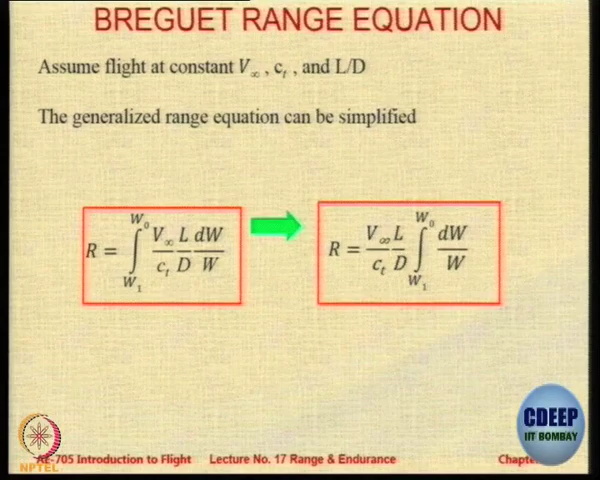 BREGUET RANGE EQUATION
Assume flight at constant V∞ , cₜ , and L/D
The generalized range equation can be simplified
R = ∫_{W₁}^{W₀} V∞/cₜ L/D dW/W
R = V∞/cₜ L/D ∫_{W₁}^{W₀} dW/W
CDEEP
IIT BOMBAY
NPTEL
AE-705 Introduction to Flight Lecture No. 17 Range & Endurance